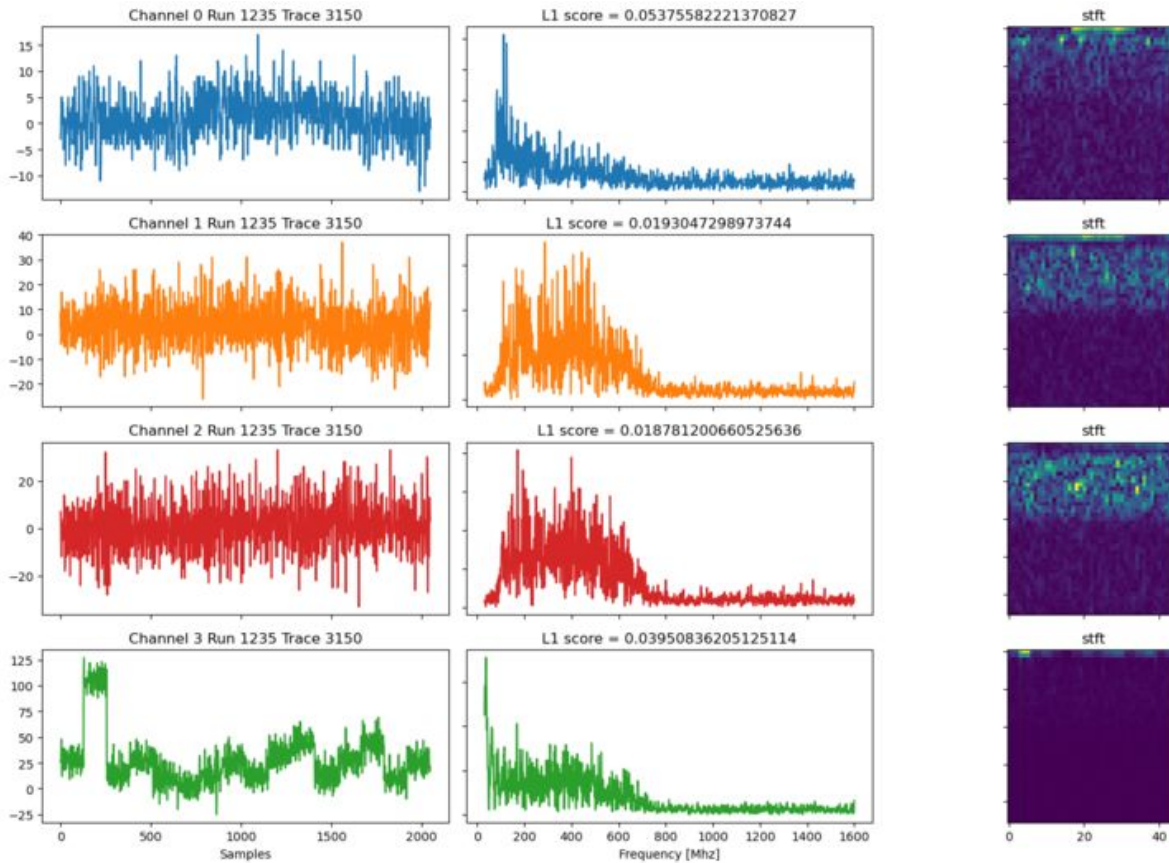 Channel 0 Run 1235 Trace 3150
L1 score = 0.05375582221370827
stft
15
10
5
0
−5
−10
Channel 1 Run 1235 Trace 3150
L1 score = 0.0193047298973744
stft
40
30
20
10
0
−10
−20
Channel 2 Run 1235 Trace 3150
L1 score = 0.018781200660525636
stft
20
0
−20
Channel 3 Run 1235 Trace 3150
L1 score = 0.03950836205125114
stft
125
100
75
50
25
0
−25
0 500 1000 1500 2000
0 200 400 600 800 1000 1200 1400 1600
0 20 40
Samples
Frequency [Mhz]